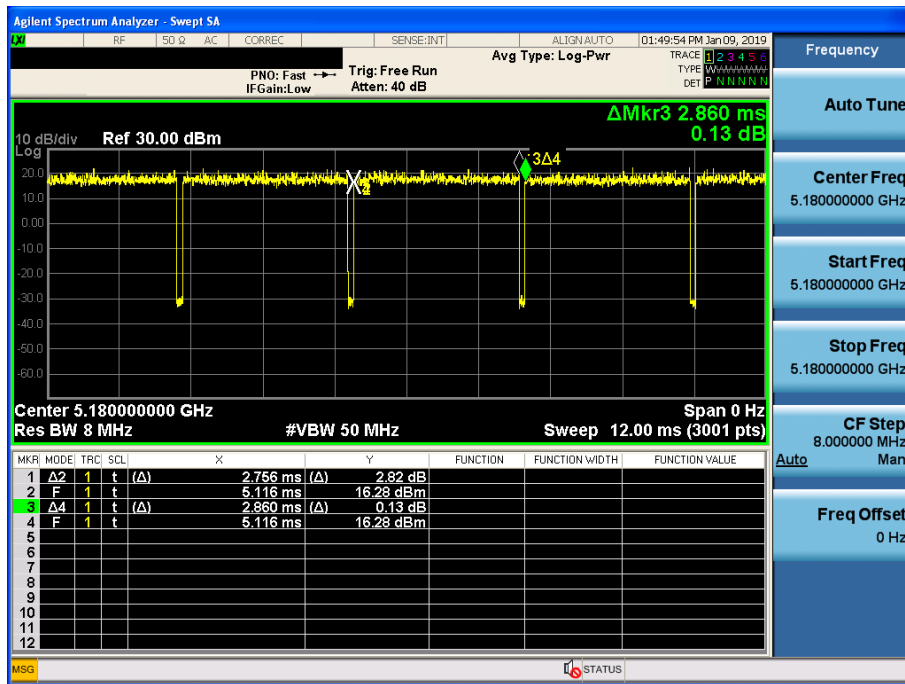 Agilent Spectrum Analyzer - Swept SA
LXI RF 50 Ω AC CORREC SENSE:INT ALIGN AUTO 01:49:54 PM Jan 09, 2019
Frequency
PNO: Fast
IFGain:Low
Trig: Free Run
Atten: 40 dB
Avg Type: Log-Pwr
TRACE 1 2 3 4 5 6
TYPE
DET P N N N N N
Auto Tune
ΔMkr3 2.860 ms
0.13 dB
10 dB/div Ref 30.00 dBm
Log
3Δ4
20.0
10.0
0.00
-10.0
-20.0
-30.0
-40.0
-50.0
-60.0
Center Freq
5.180000000 GHz
Start Freq
5.180000000 GHz
Stop Freq
5.180000000 GHz
CF Step
8.000000 MHz
Auto Man
Freq Offset
0 Hz
Center 5.180000000 GHz Span 0 Hz
Res BW 8 MHz #VBW 50 MHz Sweep 12.00 ms (3001 pts)
MKR MODE TRC SCL X Y FUNCTION FUNCTION WIDTH FUNCTION VALUE
1 Δ2 1 t (Δ) 2.756 ms (Δ) 2.82 dB
2 F 1 t 5.116 ms 16.28 dBm
3 Δ4 1 t (Δ) 2.860 ms (Δ) 0.13 dB
4 F 1 t 5.116 ms 16.28 dBm
5
6
7
8
9
10
11
12
MSG STATUS